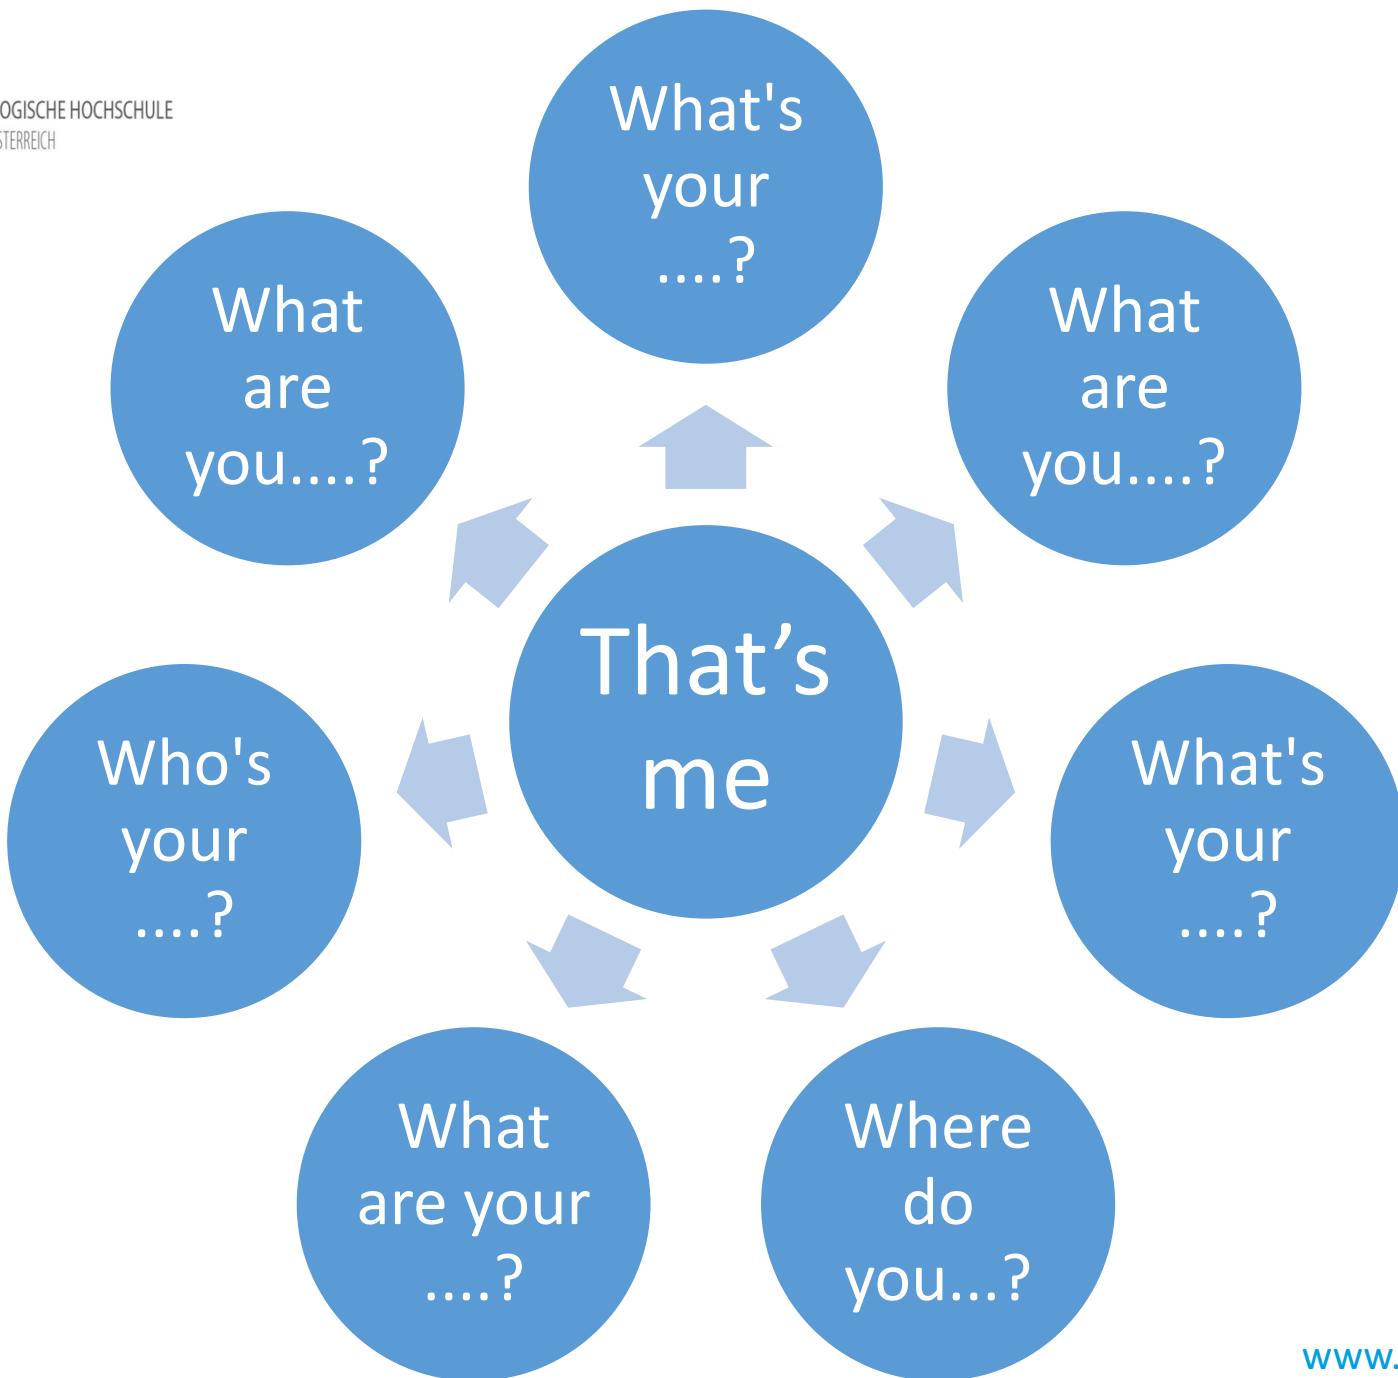 OGISCHE HOCHSCHULE
STERREICH
What's
your
....?
What
are
you....?
What's
your
....?
Where
do
you...?
What
are your
....?
Who's
your
....?
What
are
you....?
That’s
me
www.